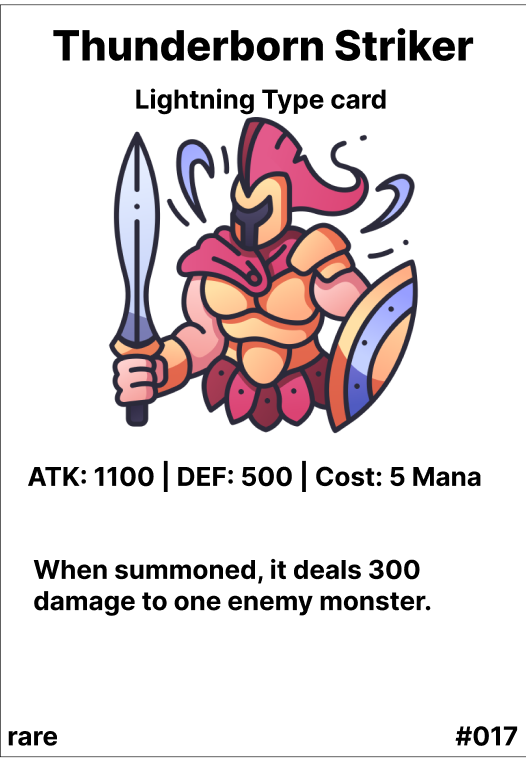 Thunderborn Striker
Lightning Type card
ATK: 1100 | DEF: 500 | Cost: 5 Mana
When summoned, it deals 300
damage to one enemy monster.
rare
#017